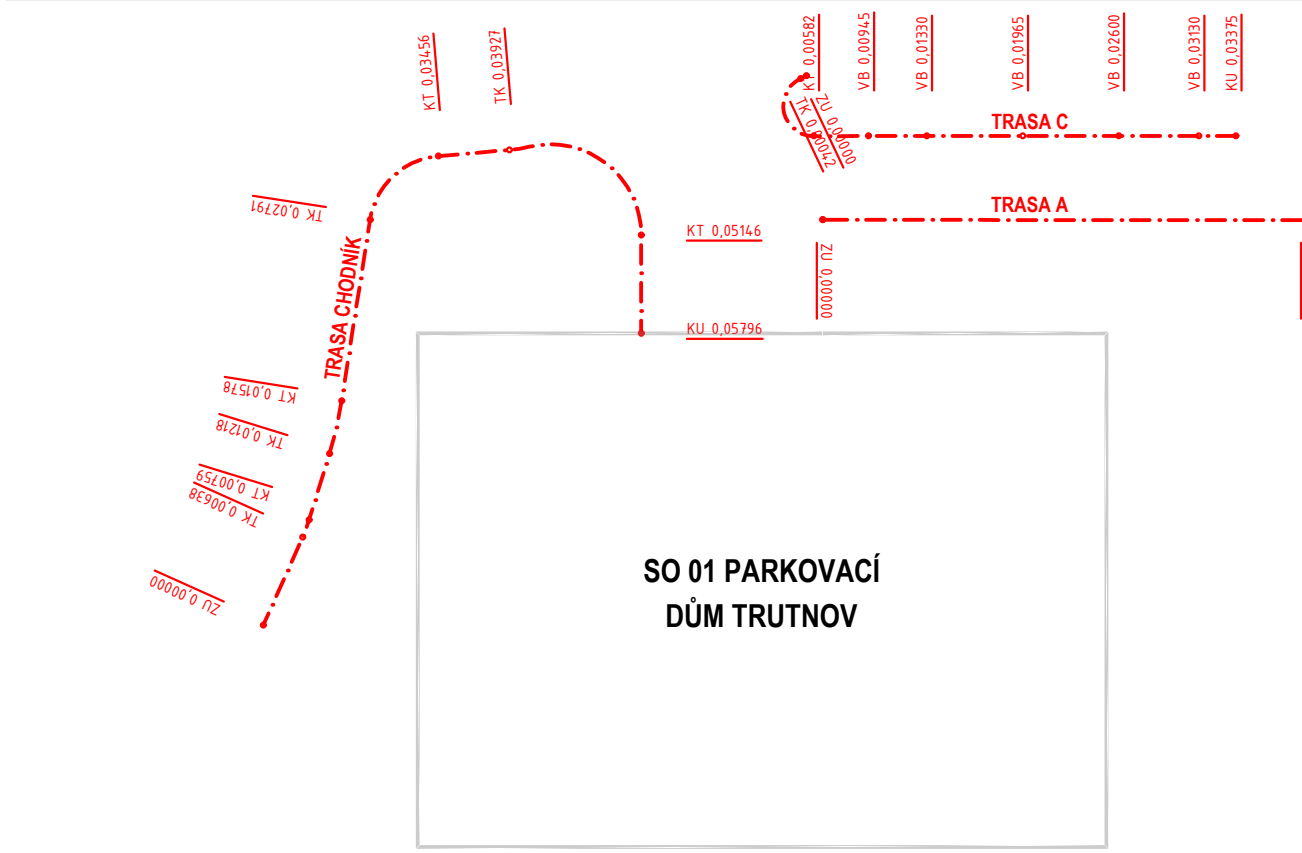 KT 0,03456
TK 0,03927
KT 0,00582
VB 0,00945
VB 0,01330
VB 0,01965
VB 0,02600
VB 0,03130
KU 0,03375
ZU 0,00000
TK 0,00042
TRASA C
TK 0,02791
TRASA A
KT 0,05146
ZU 0,00000
TRASA CHODNÍK
KU 0,05796
KT 0,01578
TK 0,01218
KT 0,00759
TK 0,00638
ZU 0,00000
SO 01 PARKOVACÍ
DŮM TRUTNOV